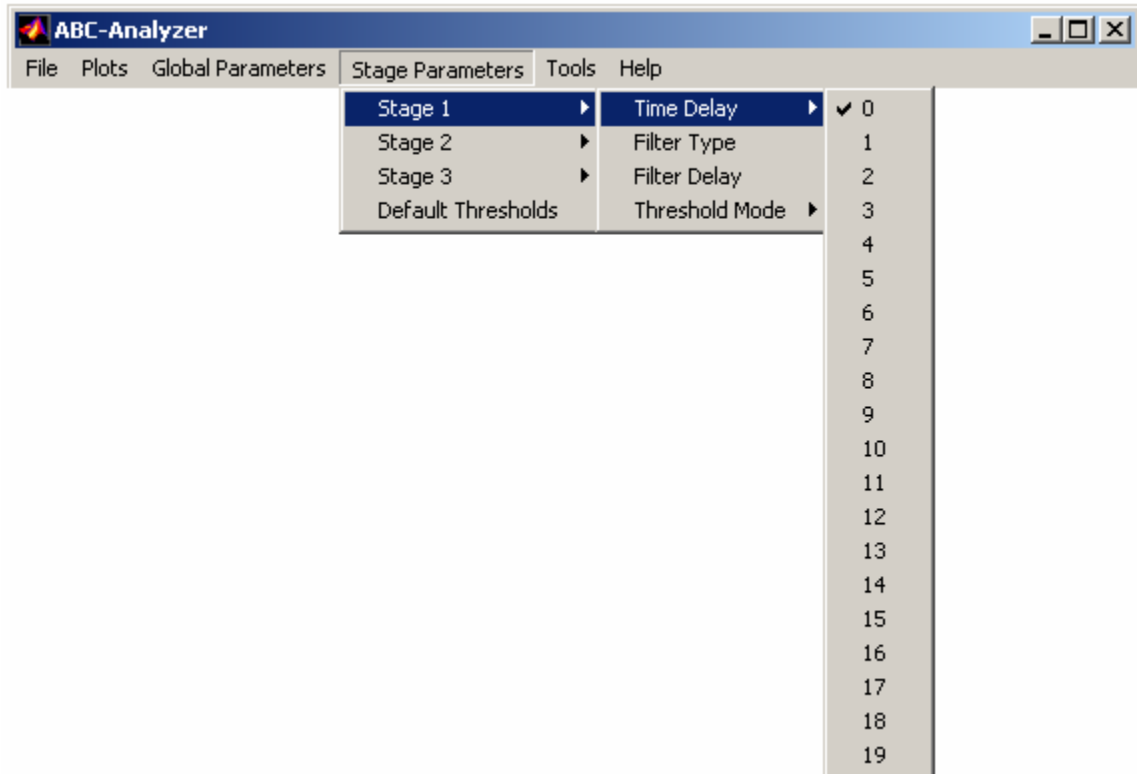 ABC-Analyzer
File Plots Global Parameters Stage Parameters Tools Help
Stage 1 Time Delay 0
Stage 2 Filter Type 1
Stage 3 Filter Delay 2
Default Thresholds Threshold Mode 3
4
5
6
7
8
9
10
11
12
13
14
15
16
17
18
19